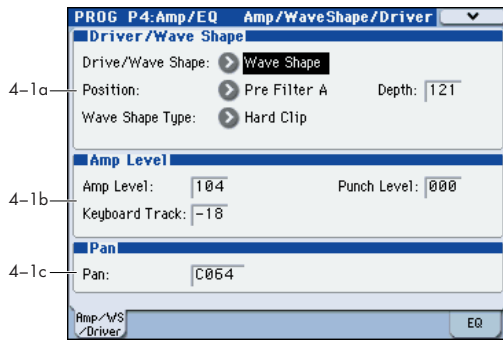 PROG P4:Amp/EQ Amp/WaveShape/Driver
Driver/Wave Shape
Drive/Wave Shape: Wave Shape
4-1a Position: Pre Filter A Depth: 121
Wave Shape Type: Hard Clip
Amp Level
Amp Level: 104 Punch Level: 000
4-1b
Keyboard Track: -18
Pan
4-1c Pan: C064
Amp/WS
/Driver
EQ